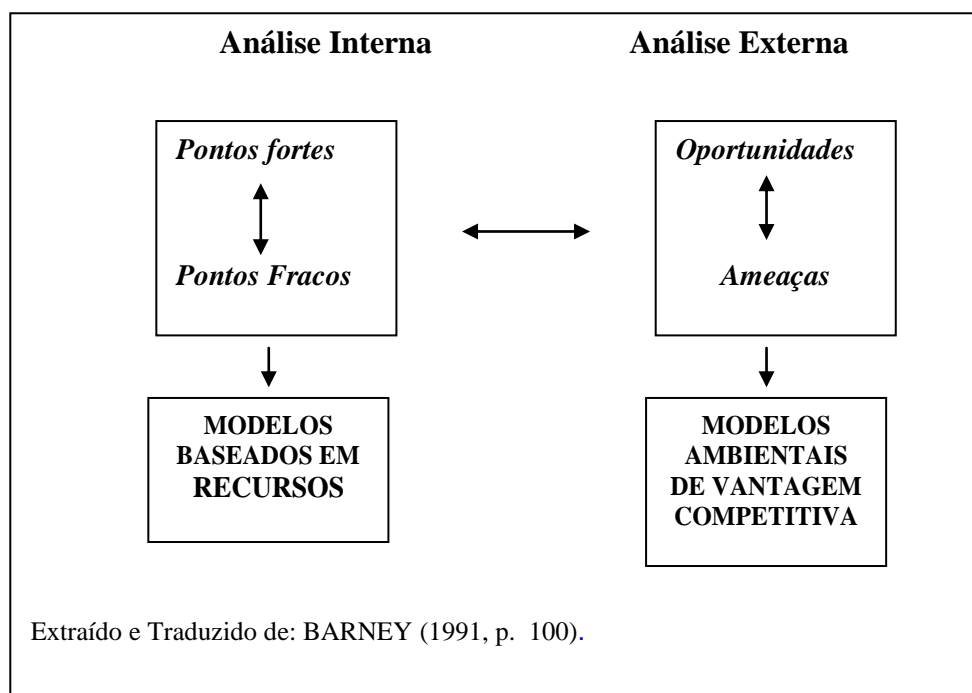 Análise Interna
Análise Externa
Pontos fortes
Pontos Fracos
Oportunidades
Ameaças
MODELOS
BASEADOS EM
RECURSOS
MODELOS
AMBIENTAIS
DE VANTAGEM
COMPETITIVA
Extraído e Traduzido de: BARNEY (1991, p. 100).